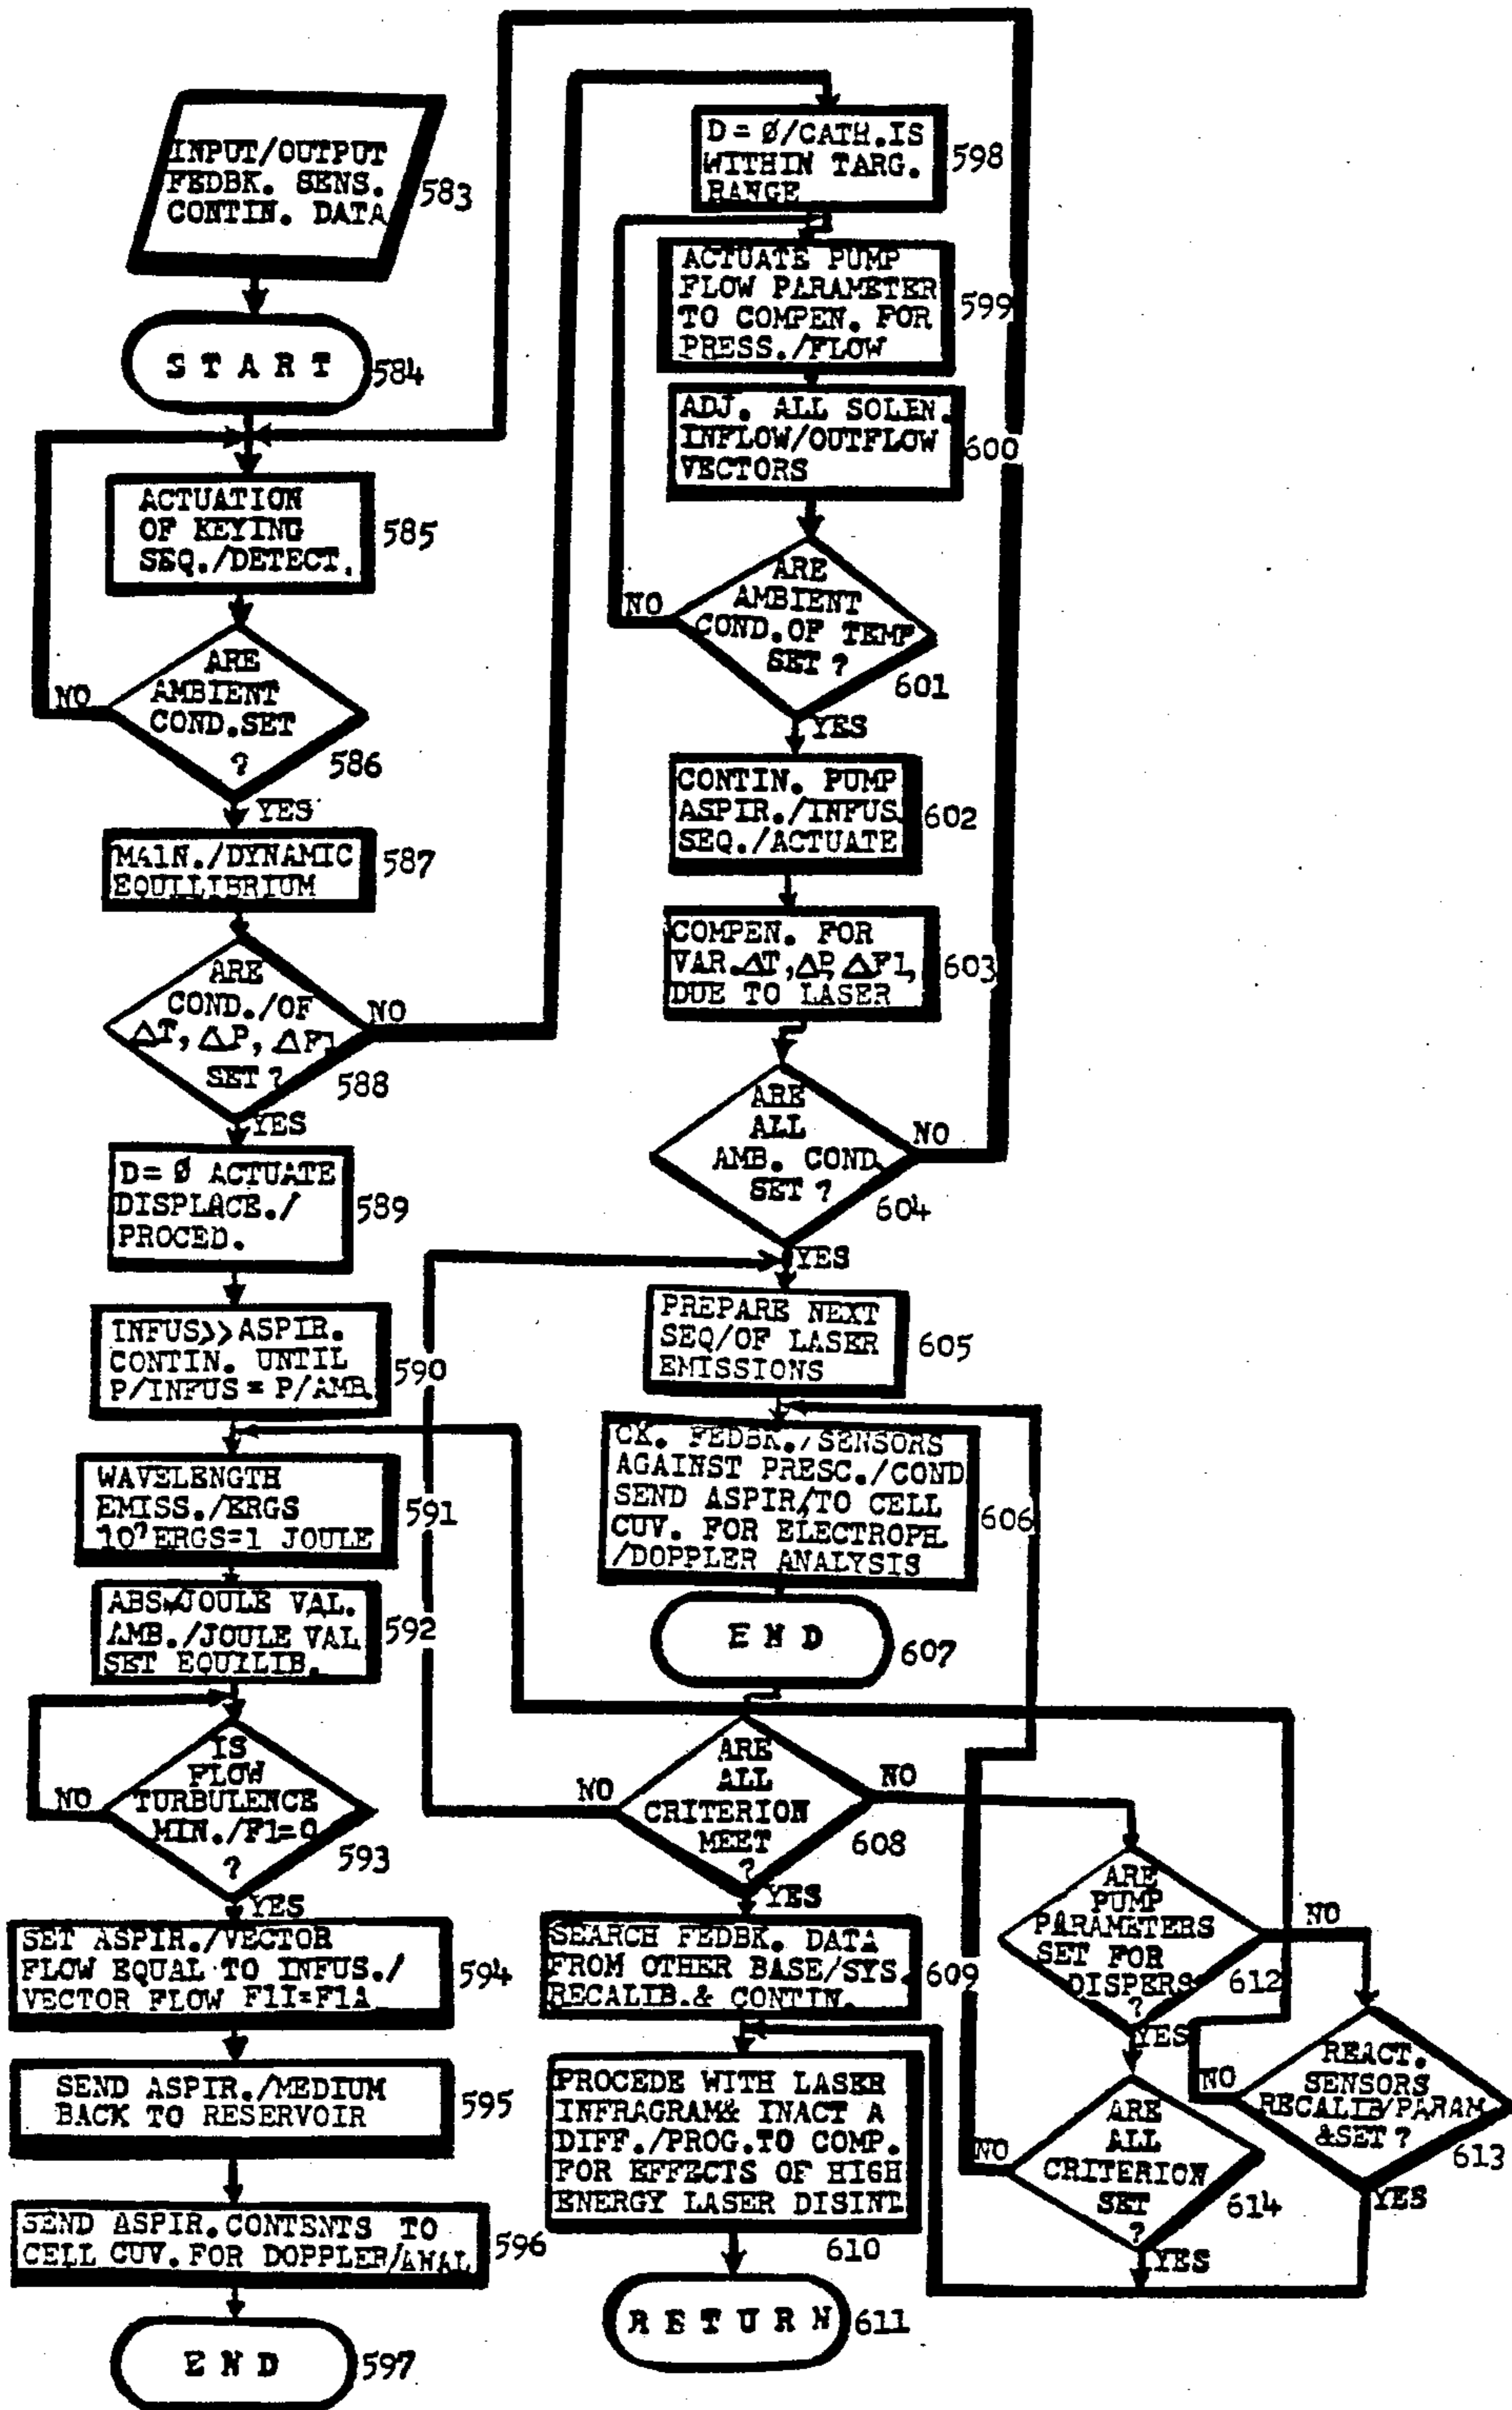 INPUT/OUTPUT
FEDBK. SENS.
CONTIN. DATA
583
START
584
ACTUATION
OF KEYING
SEQ./DETECT.
585
ARE
AMBIENT
COND.SET
?
586
NO
YES
MAIN./DYNAMIC
EQUILIBRIUM
587
ARE
COND./OF
ΔT, ΔP, ΔF1
SET ?
588
NO
YES
D= Ø ACTUATE
DISPLACE./
PROCED.
589
INFUS>>ASPIR.
CONTIN. UNTIL
P/INFUS = P/AMB
590
WAVELENGTH
EMISS./ERGS
10⁷ERGS=1 JOULE
591
ABS./JOULE VAL.
AMB./JOULE VAL
SET EQUILIB.
592
IS
FLOW
TURBULENCE
MIN./F1=0
?
593
NO
YES
SET ASPIR./VECTOR
FLOW EQUAL TO INFUS./
VECTOR FLOW F1I=F1A
594
SEND ASPIR./MEDIUM
BACK TO RESERVOIR
595
SEND ASPIR.CONTENTS TO
CELL CUV.FOR DOPPLER/ANAL
596
END
597
D = Ø/CATH.IS
WITHIN TARG.
RANGE
598
ACTUATE PUMP
FLOW PARAMETER
TO COMPEN. FOR
PRESS./FLOW
599
ADJ. ALL SOLEN.
INFLOW/OUTFLOW
VECTORS
600
ARE
AMBIENT
COND.OF TEMP
SET ?
601
NO
YES
CONTIN. PUMP
ASPIR./INFUS.
SEQ./ACTUATE
602
COMPEN. FOR
VAR.ΔT,ΔP,ΔF1,
DUE TO LASER
603
ARE
ALL
AMB. COND.
SET ?
604
NO
YES
PREPARE NEXT
SEQ/OF LASER
EMISSIONS
605
CK. FEDBK./SENSORS
AGAINST PRESC./COND
SEND ASPIR/TO CELL
CUV. FOR ELECTROPH.
/DOPPLER ANALYSIS
606
END
607
ARE
ALL
CRITERION
MEET
?
608
NO
NO
YES
SEARCH FEDBK. DATA
FROM OTHER BASE/SYS.
RECALIB.& CONTIN.
609
PROCEDE WITH LASER
INFRAGRAM& INACT A
DIFF./PROG.TO COMP.
FOR EFFECTS OF HIGH
ENERGY LASER DISINT.
610
RETURN
611
ARE
PUMP
PARAMETERS
SET FOR
DISPERS.
?
612
NO
YES
REACT.
SENSORS
RECALIB/PARAM
&SET ?
613
NO
YES
ARE
ALL
CRITERION
SET
?
614
NO
YES